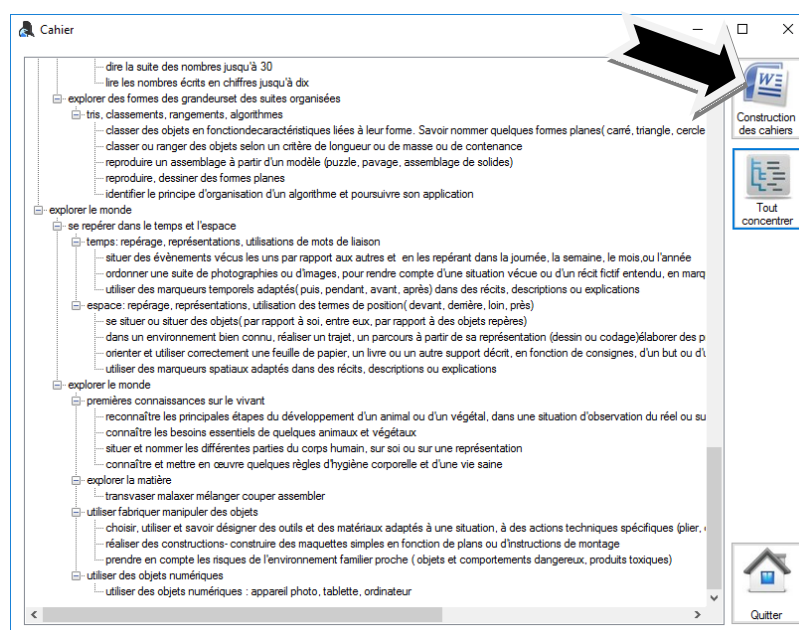 Cahier
dire la suite des nombres jusqu'à 30
lire les nombres écrits en chiffres jusqu'à dix
explorer des formes des grandeurset des suites organisées
tris, classements, rangements, algorithmes
classer des objets en fonctiondecaractéristiques liées à leur forme. Savoir nommer quelques formes planes( carré, triangle, cercle
classer ou ranger des objets selon un critère de longueur ou de masse ou de contenance
reproduire un assemblage à partir d'un modèle (puzzle, pavage, assemblage de solides)
reproduire, dessiner des formes planes
identifier le principe d'organisation d'un algorithme et poursuivre son application
explorer le monde
se repérer dans le temps et l'espace
temps: repérage, représentations, utilisations de mots de liaison
situer des évènements vécus les uns par rapport aux autres et en les repérant dans la journée, la semaine, le mois,ou l'année
ordonner une suite de photographies ou d'images, pour rendre compte d'une situation vécue ou d'un récit fictif entendu, en marq
utiliser des marqueurs temporels adaptés( puis, pendant, avant, après) dans des récits, descriptions ou explications
espace: repérage, représentations, utilisation des termes de position( devant, derrière, loin, près)
se situer ou situer des objets( par rapport à soi, entre eux, par rapport à des objets repères)
dans un environnement bien connu, réaliser un trajet, un parcours à partir de sa représentation (dessin ou codage)élaborer des p
orienter et utiliser correctement une feuille de papier, un livre ou un autre support décrit, en fonction de consignes, d'un but ou d'u
utiliser des marqueurs spatiaux adaptés dans des récits, descriptions ou explications
explorer le monde
premières connaissances sur le vivant
reconnaître les principales étapes du développement d'un animal ou d'un végétal, dans une situation d'observation du réel ou su
connaître les besoins essentiels de quelques animaux et végétaux
situer et nommer les différentes parties du corps humain, sur soi ou sur une représentation
connaître et mettre en œuvre quelques règles d'hygiène corporelle et d'une vie saine
explorer la matière
transvaser malaxer mélanger couper assembler
utiliser fabriquer manipuler des objets
choisir, utiliser et savoir désigner des outils et des matériaux adaptés à une situation, à des actions techniques spécifiques (plier,
réaliser des constructions- construire des maquettes simples en fonction de plans ou d'instructions de montage
prendre en compte les risques de l'environnement familier proche ( objets et comportements dangereux, produits toxiques)
utiliser des objets numériques
utiliser des objets numériques : appareil photo, tablette, ordinateur
W
Construction
des cahiers
Tout
concentrer
Quitter